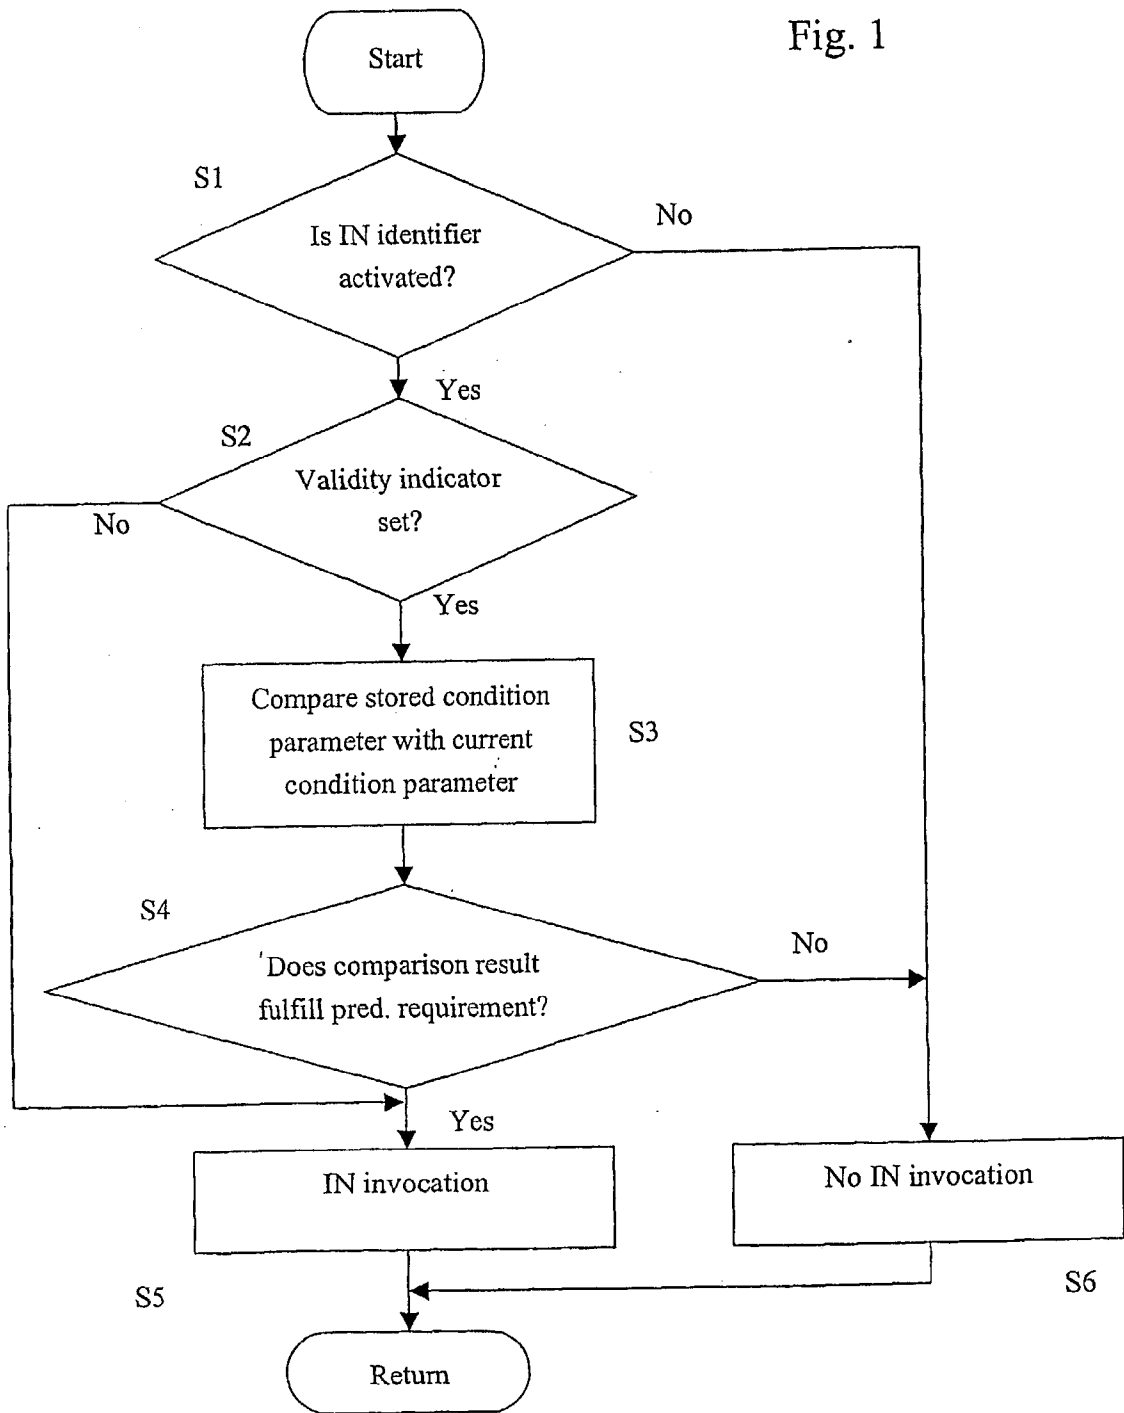 Fig. 1
Start
S1
Is IN identifier
activated?
No
Yes
S2
Validity indicator
set?
No
Yes
Compare stored condition
parameter with current
condition parameter
S3
S4
Does comparison result
fulfill pred. requirement?
No
Yes
IN invocation
No IN invocation
S5
S6
Return